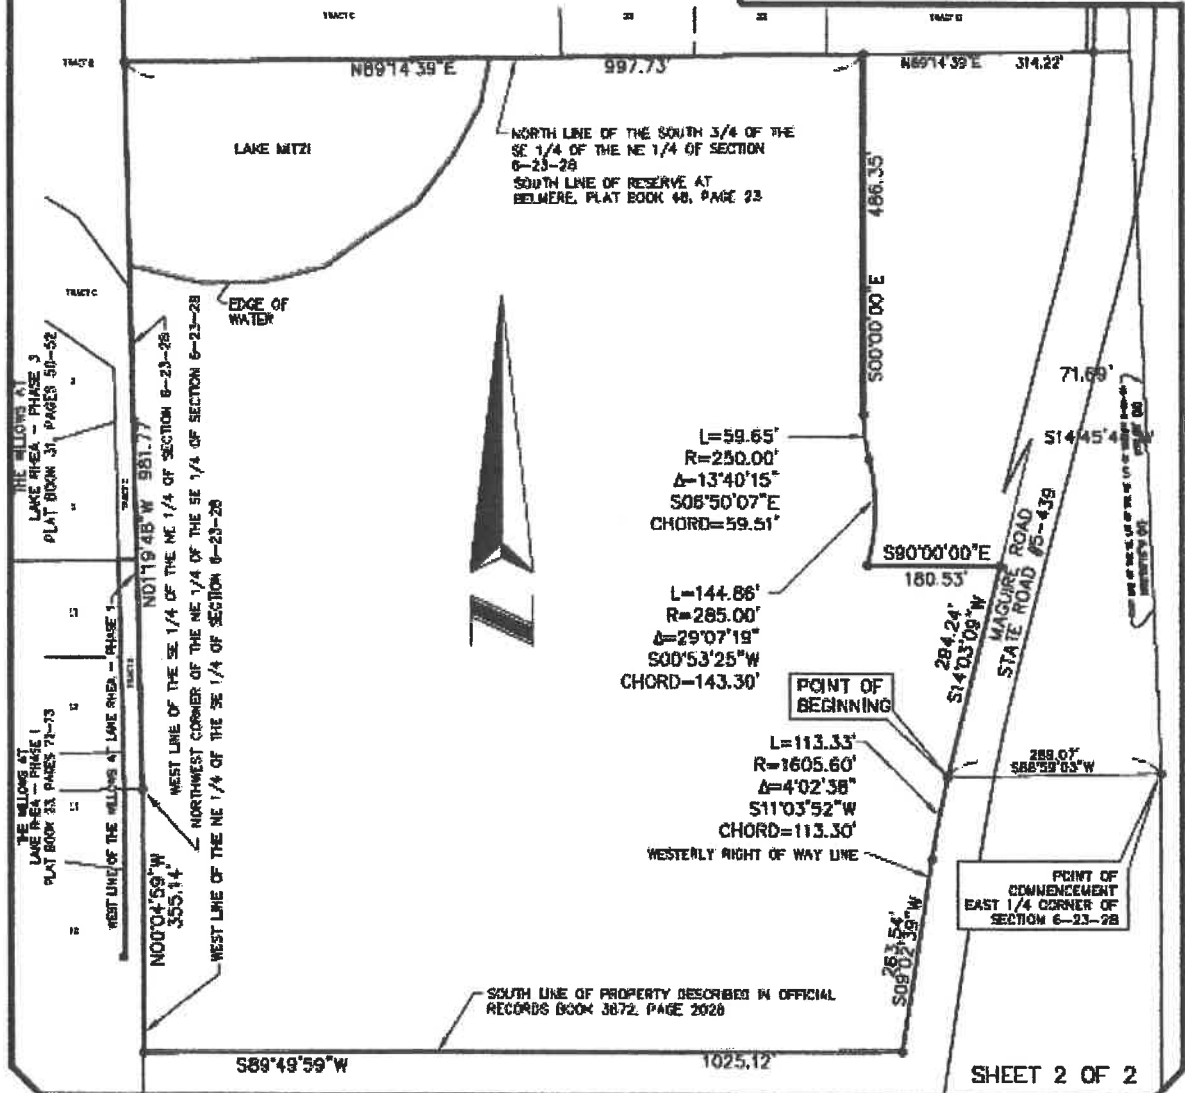 TRACT C
22
TRACT B
N89°14'39"E
997.73'
N89°14'39"E
314.22'
LAKE MITZI
NORTH LINE OF THE SOUTH 3/4 OF THE
SE 1/4 OF THE NE 1/4 OF SECTION
6-23-28
SOUTH LINE OF RESERVE AT
BELMERE, PLAT BOOK 48, PAGE 23
486.35'
S00°00'00"E
TRACT C
EDGE OF
WATER
THE WILLOWS AT
LAKE RHEA - PHASE 3
PLAT BOOK 31, PAGES 50-52
TRACT C
N01°19'48"W 981.77'
WEST LINE OF THE SE 1/4 OF THE NE 1/4 OF SECTION 6-23-28
NORTHWEST CORNER OF THE NE 1/4 OF THE SE 1/4 OF SECTION 6-23-28
WEST LINE OF THE NE 1/4 OF THE SE 1/4 OF SECTION 6-23-28
71.69'
L=59.65'
R=250.00'
Δ=13°40'15"
S06°50'07"E
CHORD=59.51'
S90°00'00"E
180.53'
L=144.86'
R=285.00'
Δ=29°07'19"
S00°53'25"W
CHORD=143.30'
MAGUIRE ROAD
STATE ROAD #5-439
284.24'
S14°03'09"W
POINT OF
BEGINNING
11
12
THE WILLOWS AT
LAKE RHEA - PHASE 1
PLAT BOOK 23, PAGES 72-73
WEST LINE OF THE WILLOWS AT LAKE RHEA - PHASE 1
L=113.33'
R=1605.60'
Δ=4°02'38"
S11°03'52"W
CHORD=113.30'
WESTERLY RIGHT OF WAY LINE
289.07'
S88°59'03"W
POINT OF
COMMENCEMENT
EAST 1/4 CORNER OF
SECTION 6-23-28
N00°04'59"W
355.14'
263.54'
S09°02'39"W
SOUTH LINE OF PROPERTY DESCRIBED IN OFFICIAL
RECORDS BOOK 3872, PAGE 2028
S89°49'59"W
1025.12'
SHEET 2 OF 2